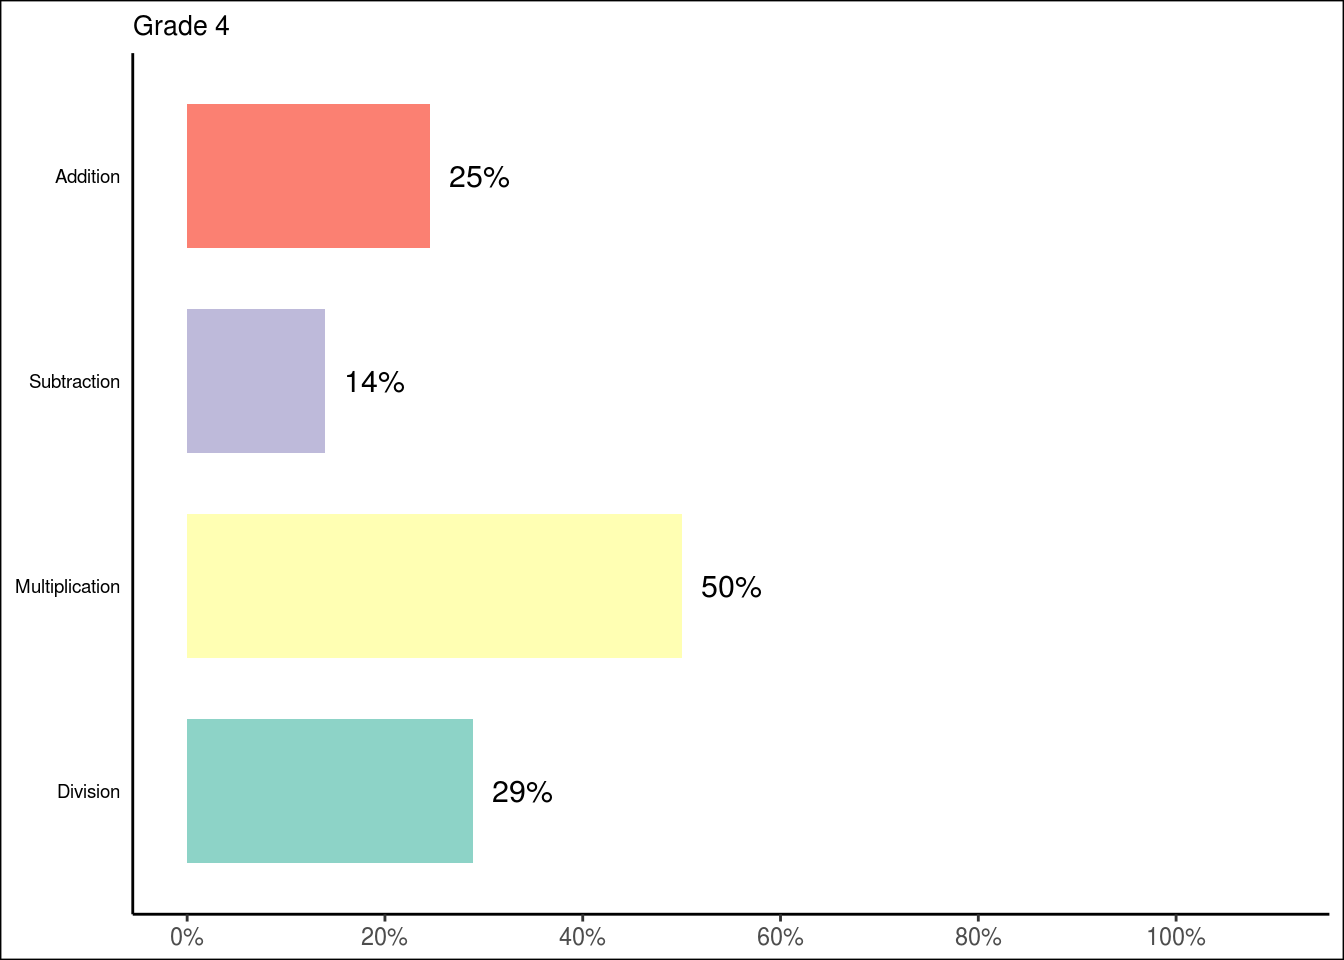 Grade 4
Addition
25%
Subtraction
14%
Multiplication
50%
Division
29%
0% 20% 40% 60% 80% 100%